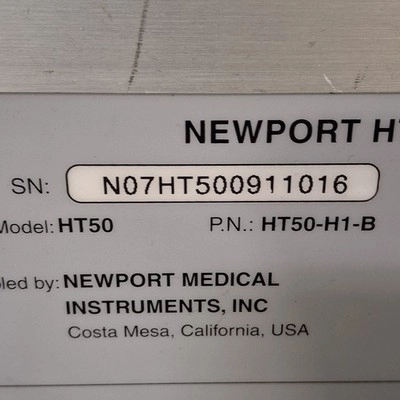 NEWPORT HT
SN: N07HT500911016
Model: HT50 P.N.: HT50-H1-B
NEWPORT MEDICAL
INSTRUMENTS, INC
Costa Mesa, California, USA